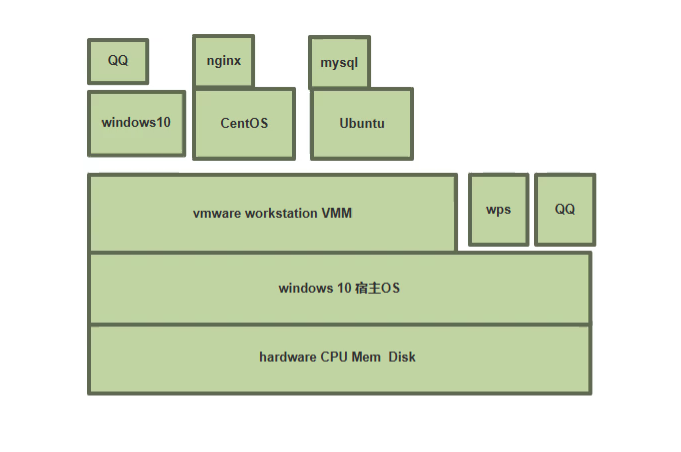 QQ
nginx
mysql
windows10
CentOS
Ubuntu
vmware workstation VMM
wps
QQ
windows 10 宿主OS
hardware CPU Mem Disk